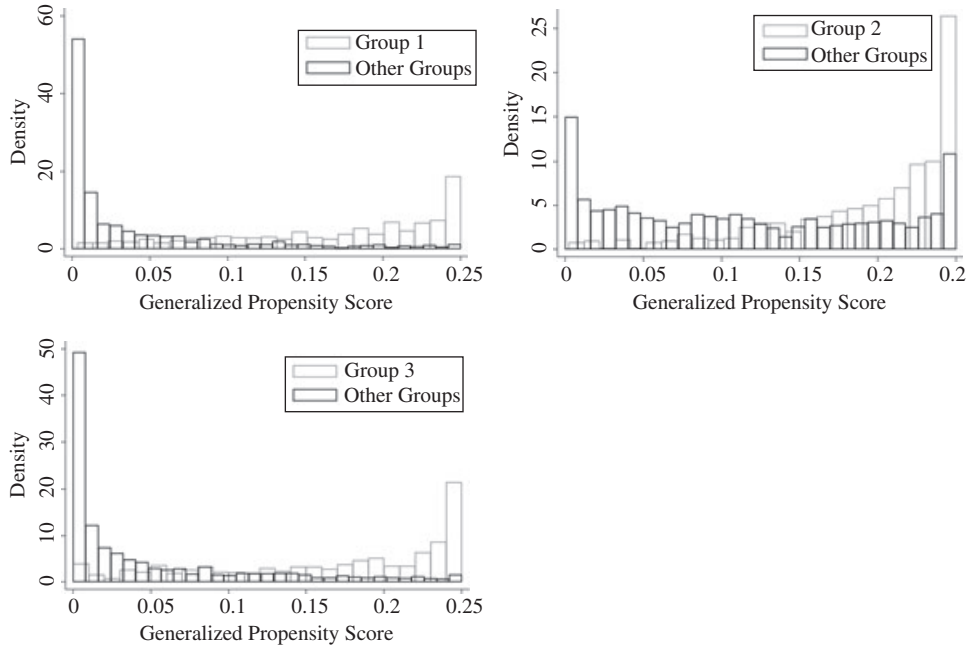 60
40
20
0
Density
Group 1
Other Groups
0 0.05 0.1 0.15 0.2 0.25
Generalized Propensity Score
25
20
15
10
5
0
Density
Group 2
Other Groups
0 0.05 0.1 0.15 0.2 0.2
Generalized Propensity Score
50
40
30
20
10
0
Density
Group 3
Other Groups
0 0.05 0.1 0.15 0.2 0.25
Generalized Propensity Score